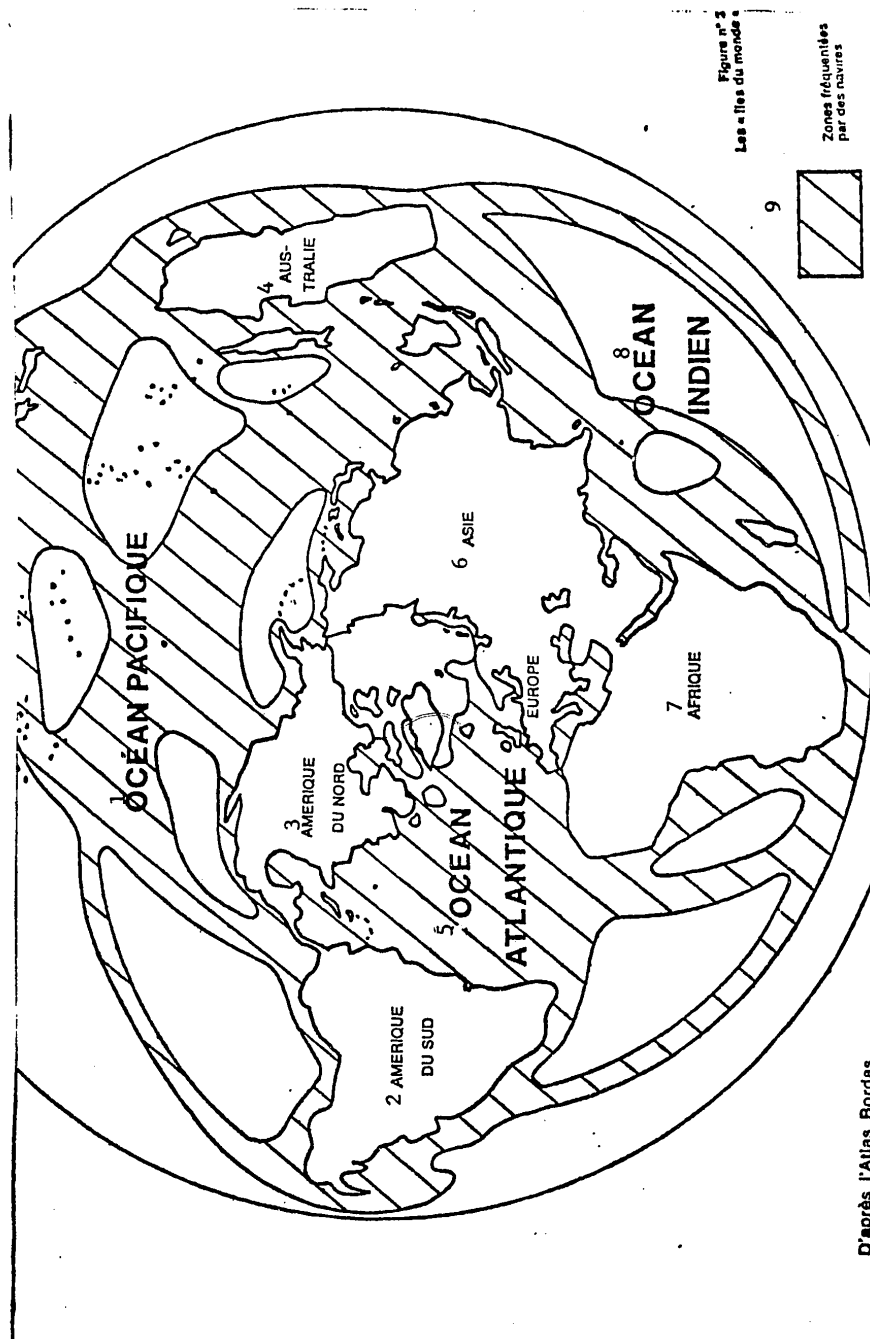 Figure n° 3
Les « îles du monde »
1
OCÉAN PACIFIQUE
4
AUS-
TRALIE
3
AMERIQUE
DU NORD
6 ASIE
8
OCEAN
INDIEN
2 AMERIQUE
DU SUD
5
OCEAN
ATLANTIQUE
EUROPE
7
AFRIQUE
9
Zones fréquentées
par des navires
D'après l'Atlas Bordas